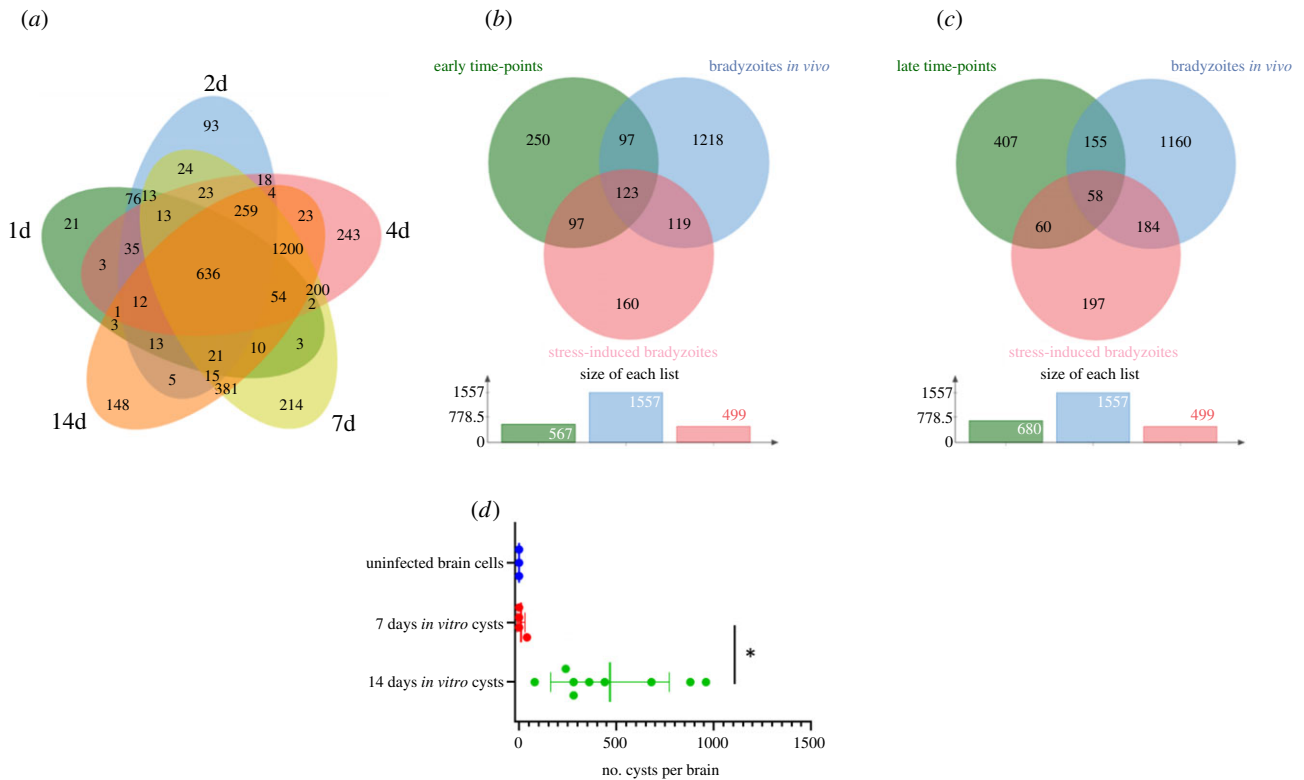 (a)
2d
93
24
18
76 13
23
4
13
259
23
1d
21
4d
243
35
1200
3
636
200
12
54
2
1
3
13
10
3
21
5
15
381
148
214
14d
7d
(b)
early time-points
bradyzoites in vivo
250
97
1218
123
97
119
160
stress-induced bradyzoites
size of each list
1557
778.5
0
567
1557
499
(c)
late time-points
bradyzoites in vivo
407
155
1160
58
60
184
197
stress-induced bradyzoites
size of each list
1557
778.5
0
680
1557
499
(d)
uninfected brain cells
7 days in vitro cysts
14 days in vitro cysts
*
0
500
1000
1500
no. cysts per brain